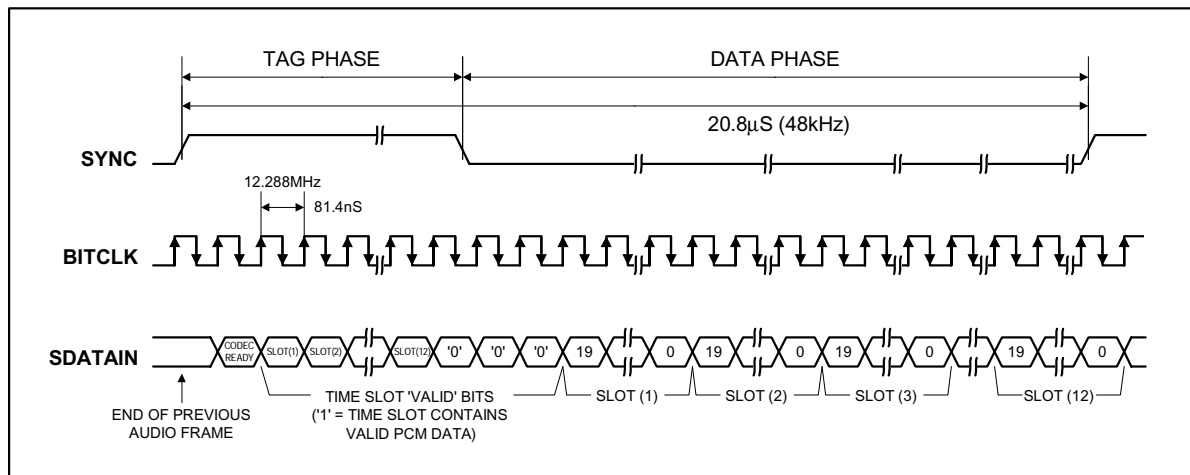 TAG PHASE
DATA PHASE
20.8µS (48kHz)
SYNC
12.288MHz
81.4nS
BITCLK
SDATAIN
CODEC
READY
SLOT(1)
SLOT(2)
SLOT(12)
'0'
'0'
'0'
19
0
19
0
19
0
19
0
END OF PREVIOUS
AUDIO FRAME
TIME SLOT 'VALID' BITS
('1' = TIME SLOT CONTAINS
VALID PCM DATA)
SLOT (1)
SLOT (2)
SLOT (3)
SLOT (12)